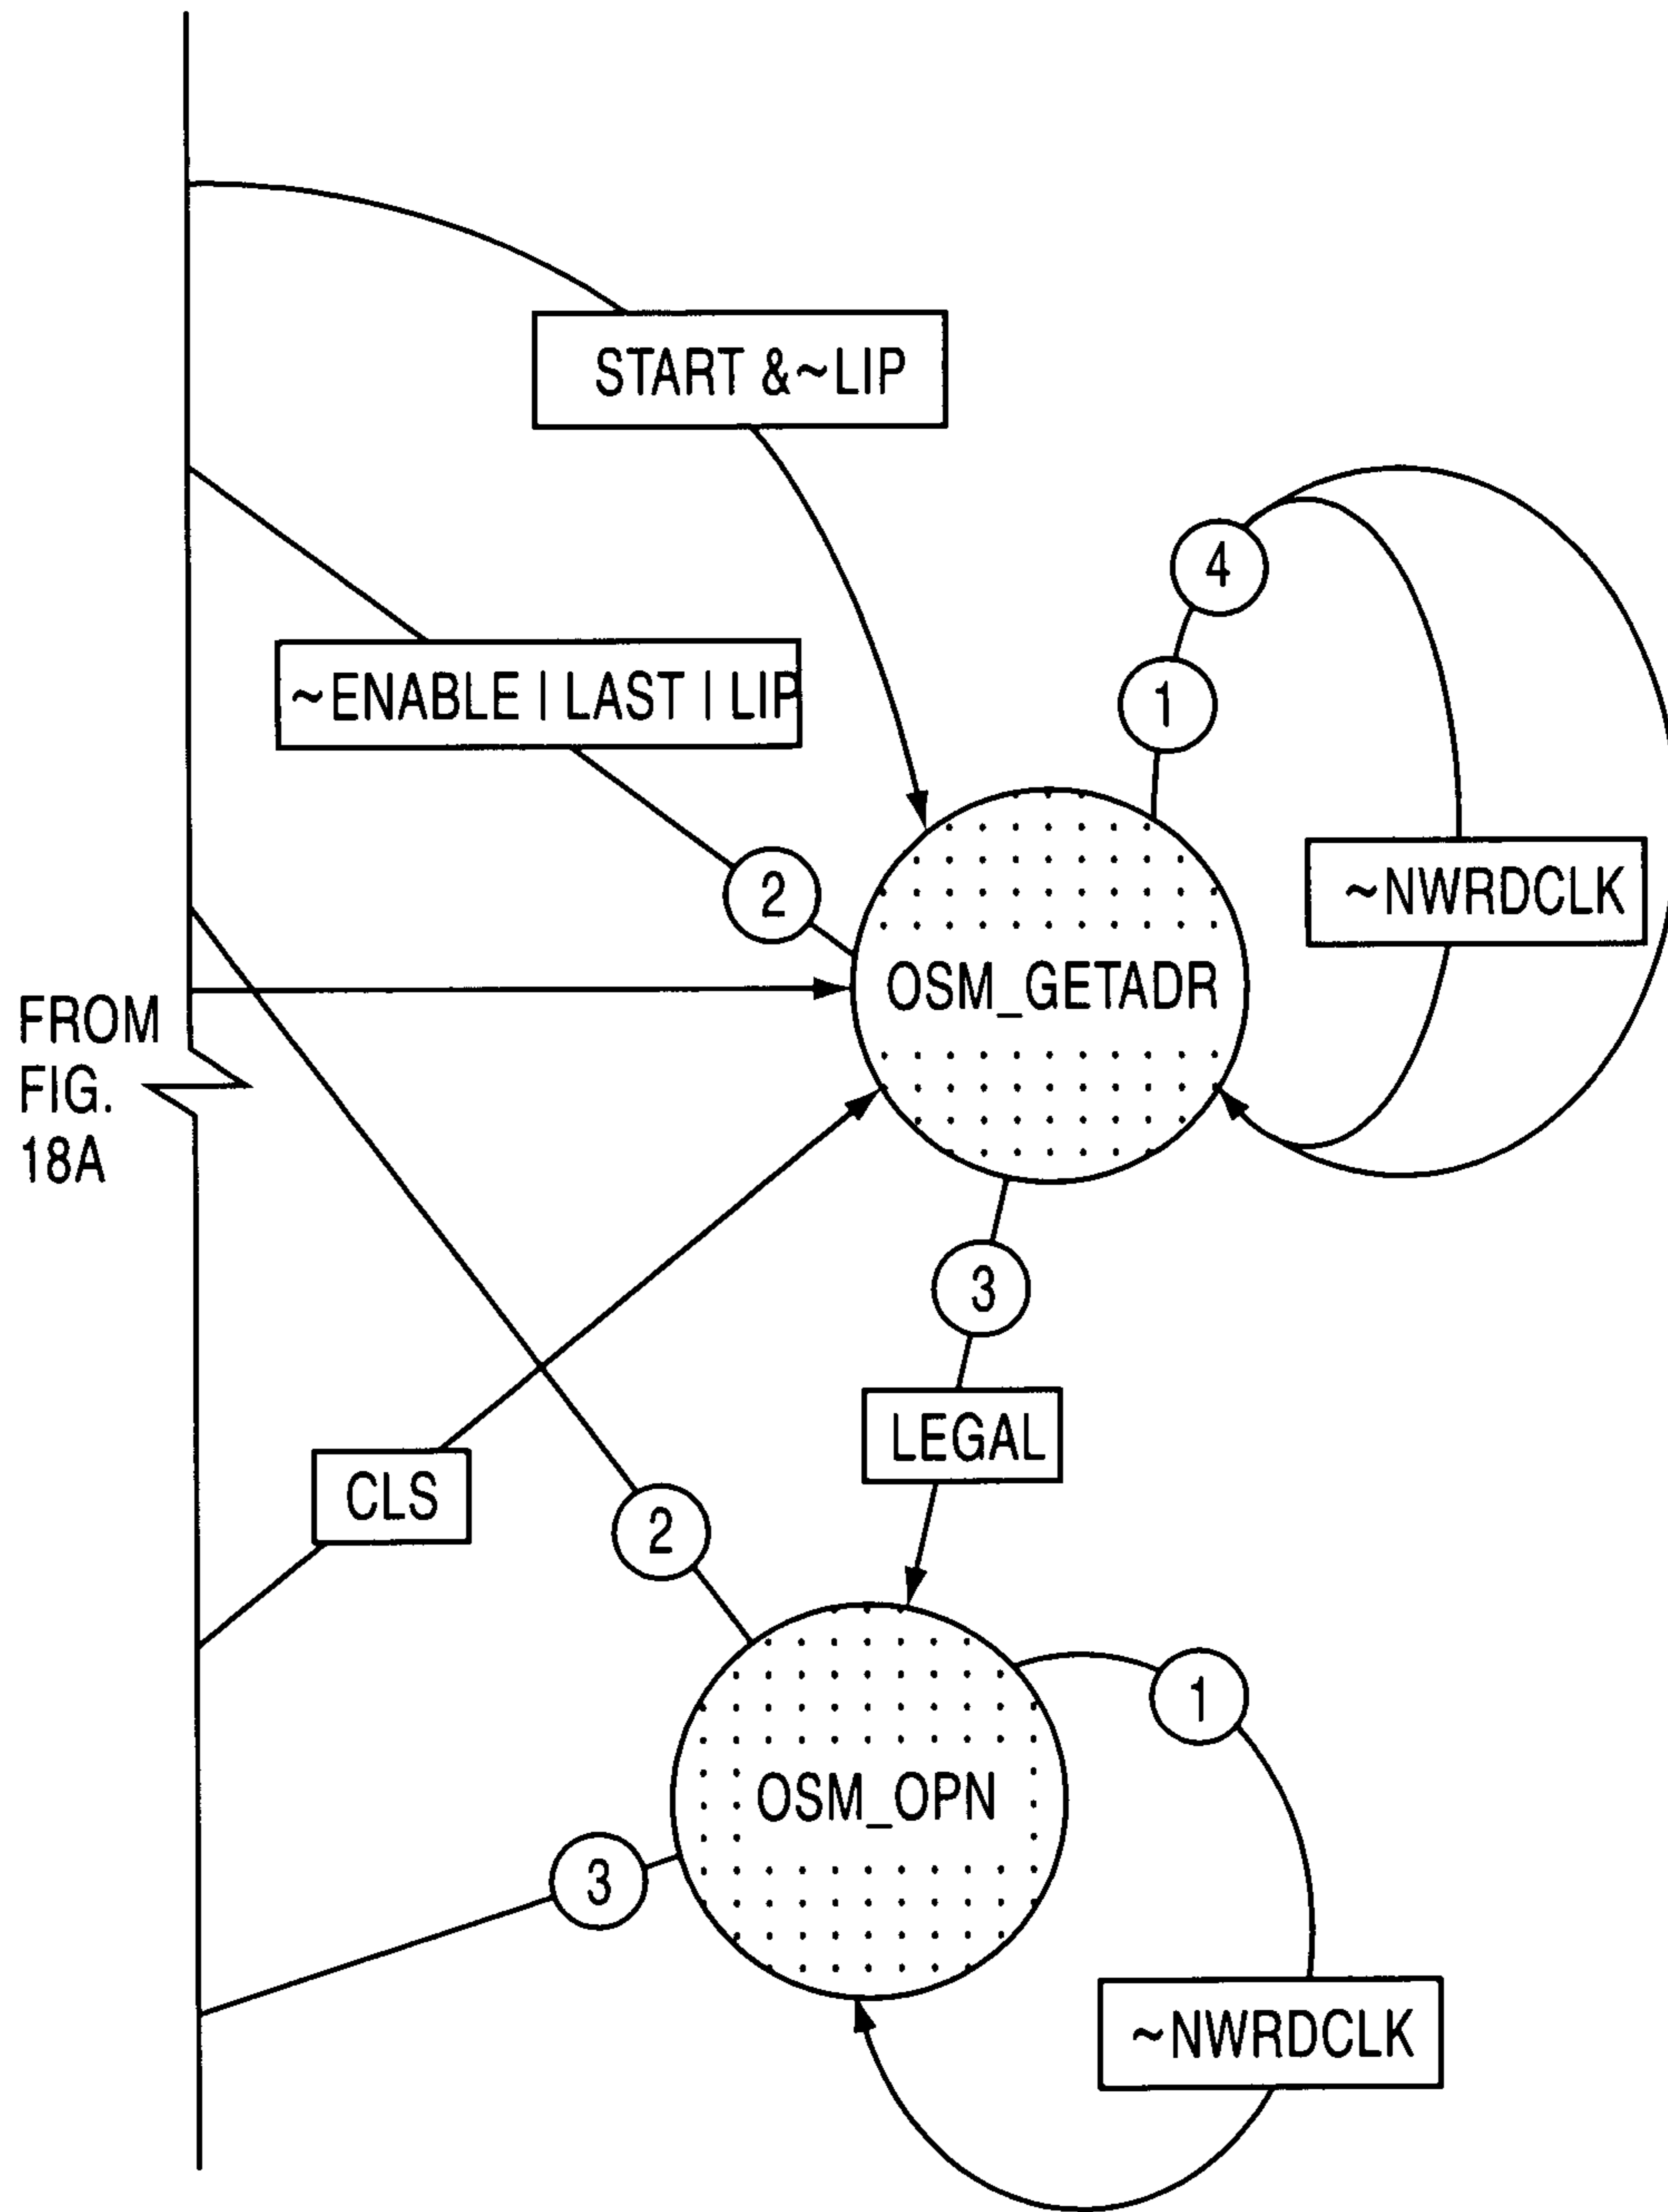 START &~LIP
4
~ENABLE | LAST | LIP
1
2
~NWRDCLK
OSM_GETADR
FROM
FIG.
18A
3
LEGAL
CLS
2
1
OSM_OPN
3
~NWRDCLK